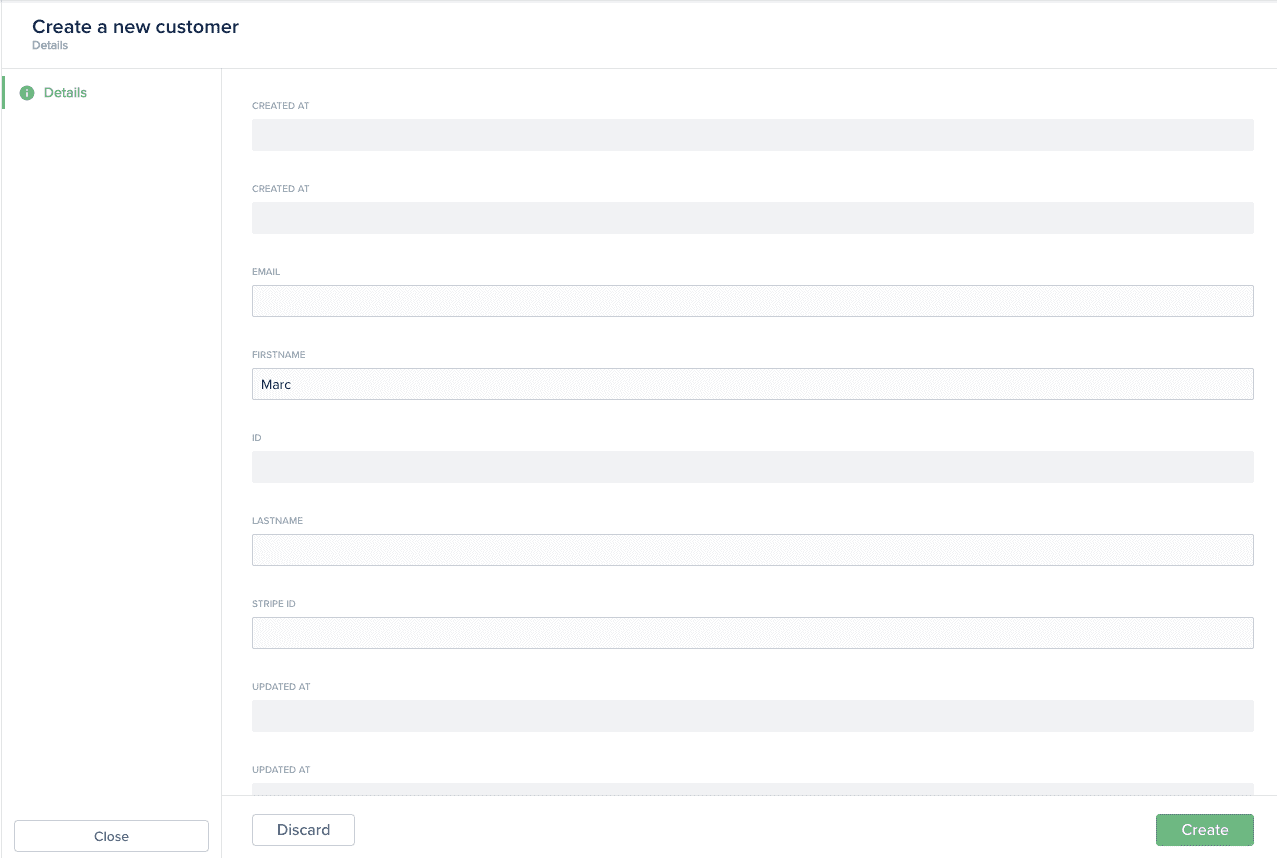 Create a new customer
Details
Details
CREATED AT
CREATED AT
EMAIL
FIRSTNAME
Marc
ID
LASTNAME
STRIPE ID
UPDATED AT
UPDATED AT
Close
Discard
Create